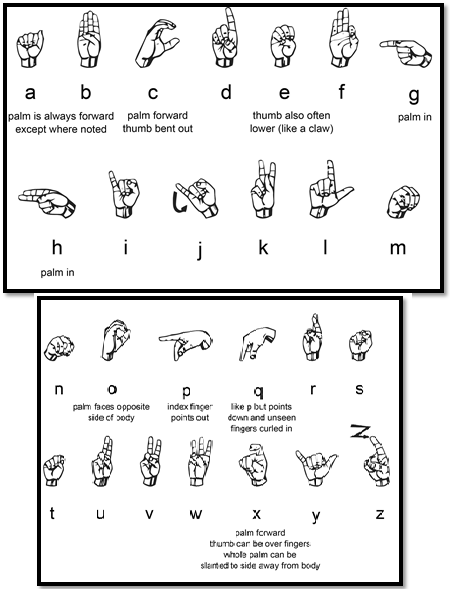 a b c d e f g
palm is always forward
except where noted
palm forward
thumb bent out
thumb also often
lower (like a claw)
palm in
h i j k l m
palm in
n o p q r s
palm faces opposite
side of body
index finger
points out
like p but points
down and unseen
fingers curled in
Z
t u v w x y z
palm forward
thumb can be over fingers
whole palm can be
slanted to side away from body